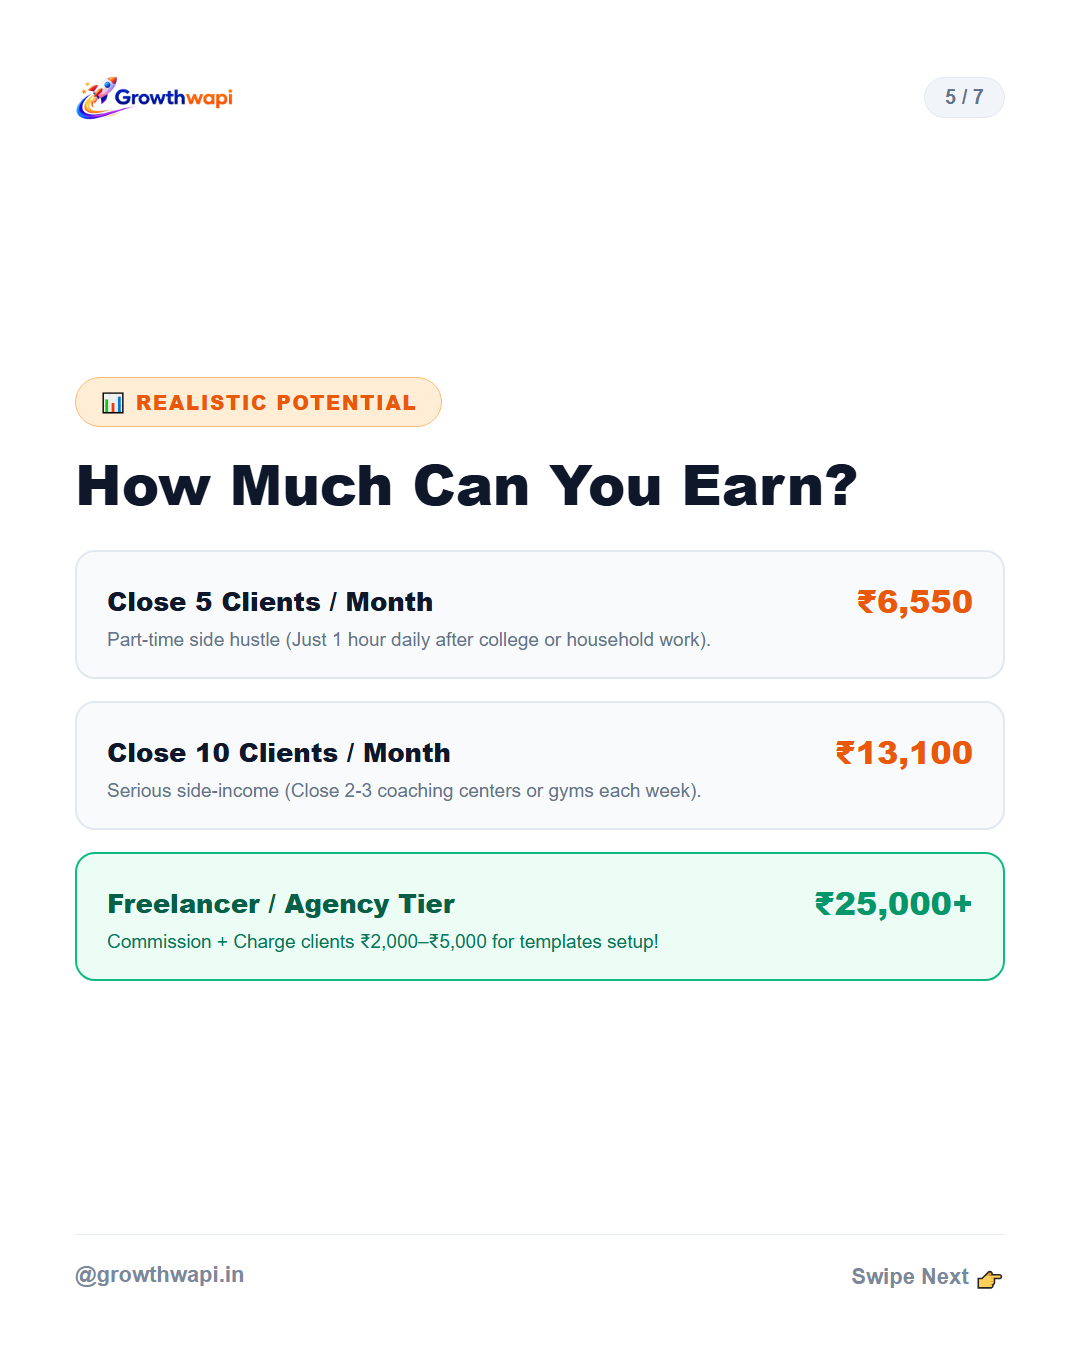 Growthwapi
5 / 7
📊 REALISTIC POTENTIAL
How Much Can You Earn?
Close 5 Clients / Month
₹6,550
Part-time side hustle (Just 1 hour daily after college or household work).
Close 10 Clients / Month
₹13,100
Serious side-income (Close 2-3 coaching centers or gyms each week).
Freelancer / Agency Tier
₹25,000+
Commission + Charge clients ₹2,000–₹5,000 for templates setup!
@growthwapi.in
Swipe Next 👉